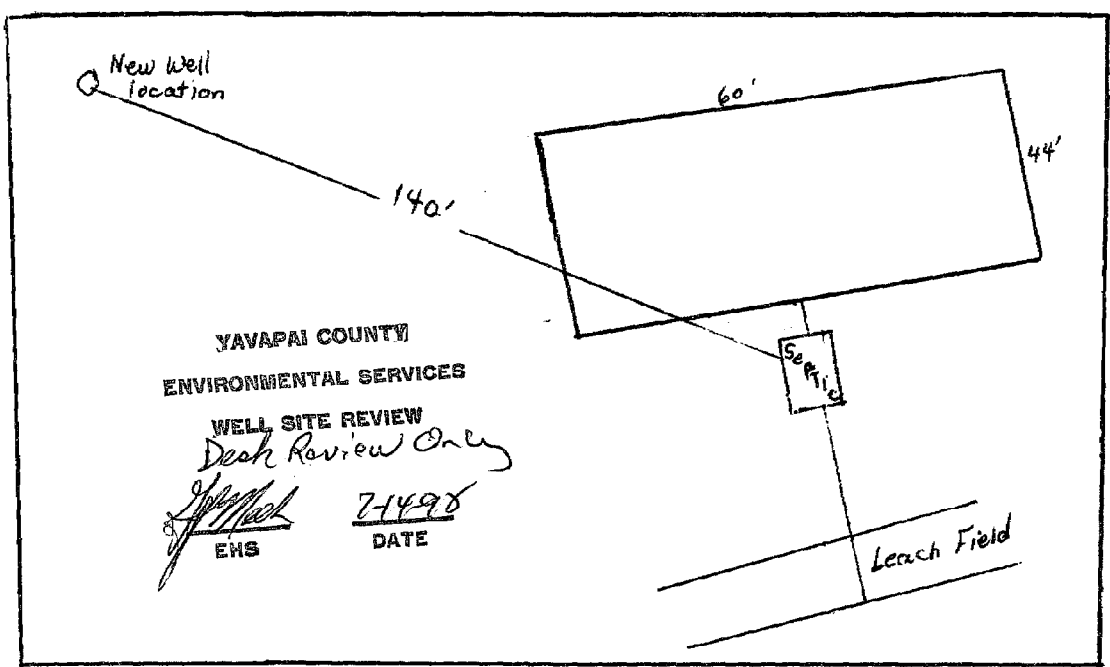 New Well
location
60'
44'
140'
YAVAPAI COUNTY
ENVIRONMENTAL SERVICES
WELL SITE REVIEW
Desk Review Only
EHS
DATE
Septic
Leach Field